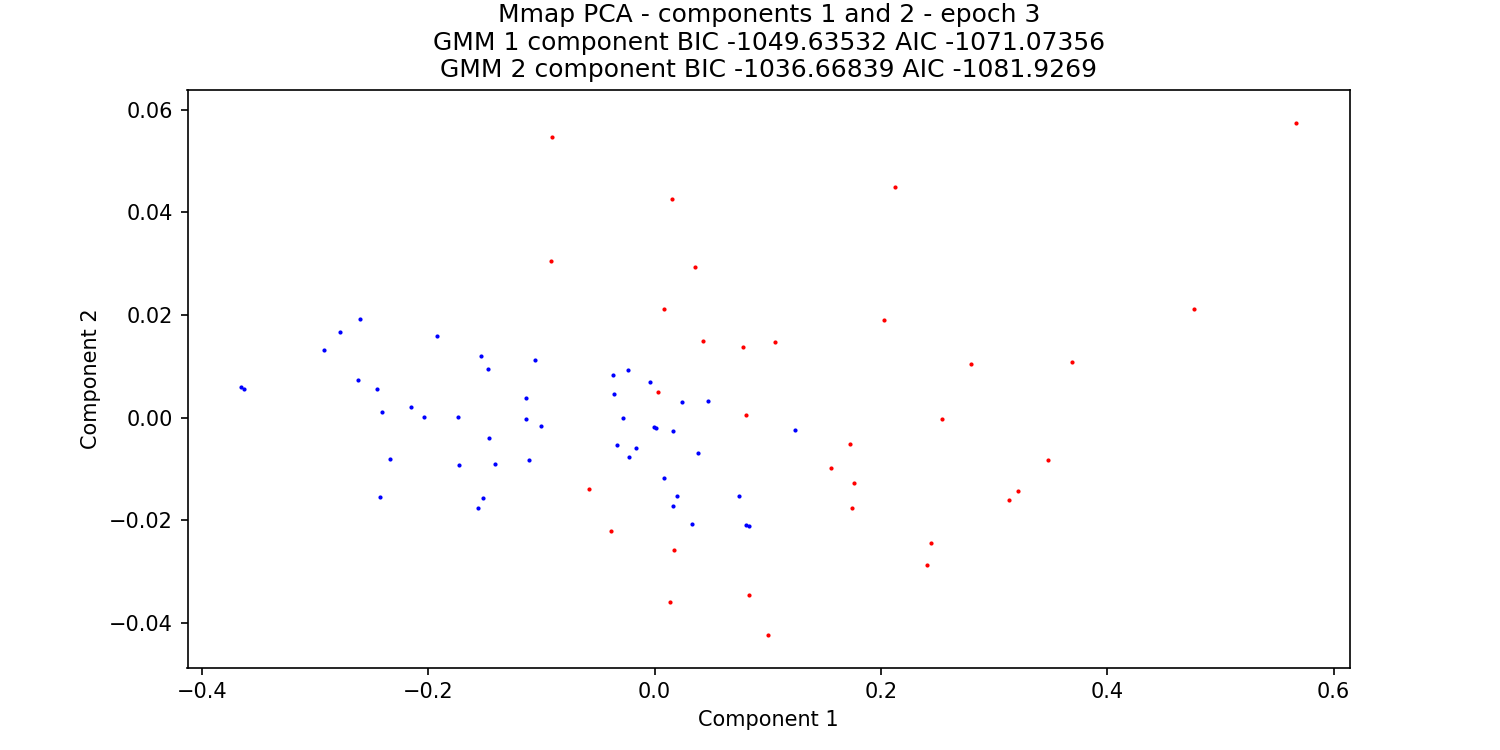 Mmap PCA - components 1 and 2 - epoch 3
GMM 1 component BIC -1049.63532 AIC -1071.07356
GMM 2 component BIC -1036.66839 AIC -1081.9269
0.06
0.04
0.02
0.00
−0.02
−0.04
Component 2
−0.4
−0.2
0.0
0.2
0.4
0.6
Component 1